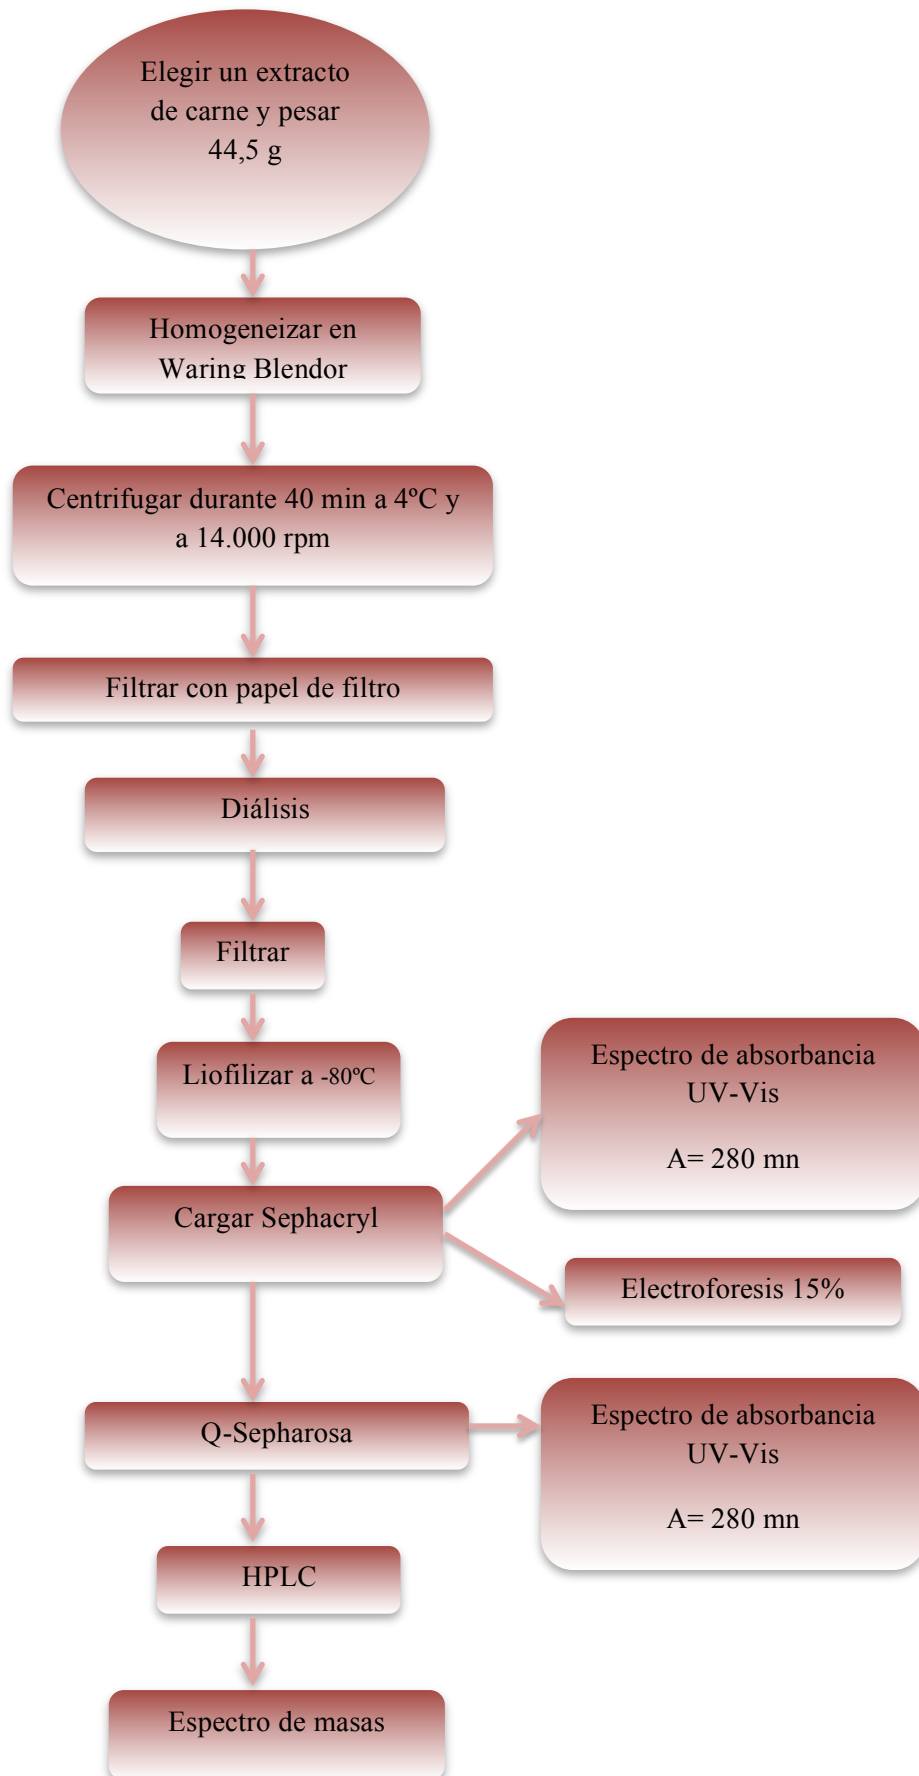 Elegir un extracto
de carne y pesar
44,5 g
Homogeneizar en
Waring Blendor
Centrifugar durante 40 min a 4ºC y
a 14.000 rpm
Filtrar con papel de filtro
Diálisis
Filtrar
Liofilizar a -80ºC
Espectro de absorbancia
UV-Vis
A= 280 mn
Cargar Sephacryl
Electroforesis 15%
Q-Sepharosa
Espectro de absorbancia
UV-Vis
A= 280 mn
HPLC
Espectro de masas